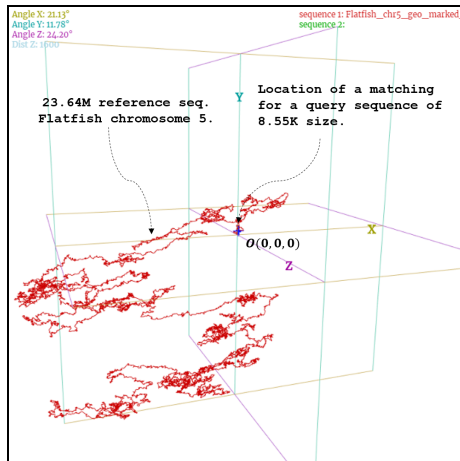 Angle X: 21.13°
Angle Y: 11.78°
Angle Z: 24.20°
Dist Z: 1600
sequence 1: Flatfish_chr5_geo_marked
sequence 2:
23.64M reference seq.
Flatfish chromosome 5.
Location of a matching
for a query sequence of
8.55K size.
Y
O(0,0,0)
X
Z